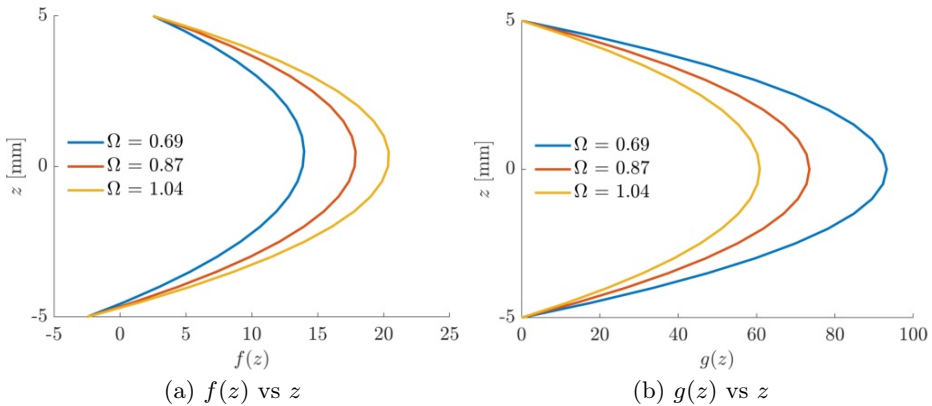 5
0
-5
z [mm]
Ω = 0.69
Ω = 0.87
Ω = 1.04
-5 0 5 10 15 20 25
f(z)
(a) f(z) vs z
5
0
-5
z [mm]
Ω = 0.69
Ω = 0.87
Ω = 1.04
0 20 40 60 80 100
g(z)
(b) g(z) vs z